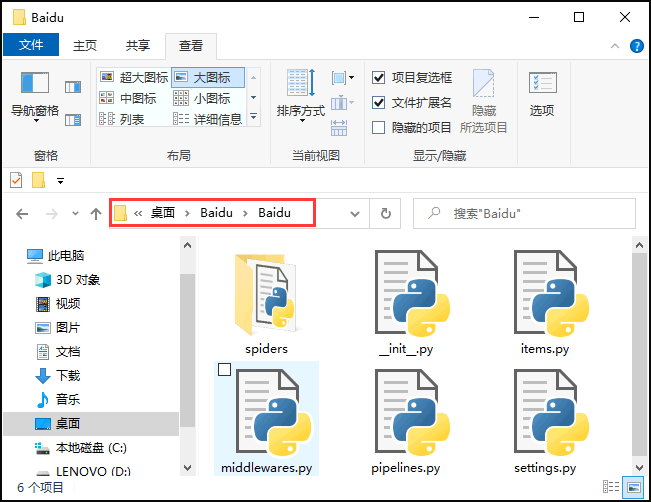 Baidu
文件 主页 共享 查看
导航窗格
超大图标 大图标
中图标 小图标
列表 详细信息
排序方式
项目复选框
文件扩展名
隐藏的项目
隐藏
所选项目
选项
窗格 布局 当前视图 显示/隐藏
« 桌面 › Baidu › Baidu
搜索"Baidu"
此电脑
3D 对象
视频
图片
文档
下载
音乐
桌面
本地磁盘 (C:)
LENOVO (D:)
spiders __init__.py items.py
middlewares.py pipelines.py settings.py
6 个项目